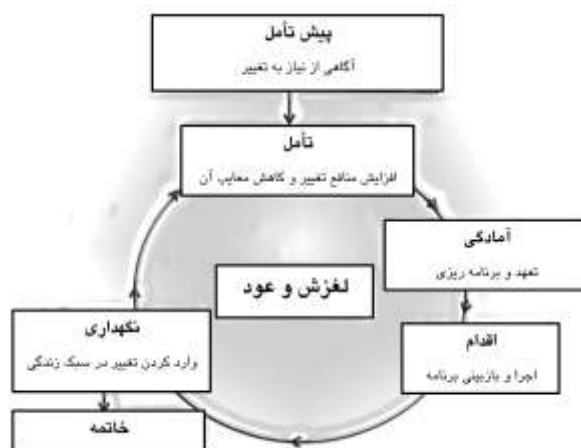 پیش تأمل
آگاهی از نیاز به تغییر
تأمل
افزایش منافع تغییر و کاهش معایب آن
آمادگی
تعهد و برنامه ریزی
لغزش و عود
اقدام
اجرا و بازبینی برنامه
نگهداری
وارد کردن تغییر در سبک زندگی
خاتمه